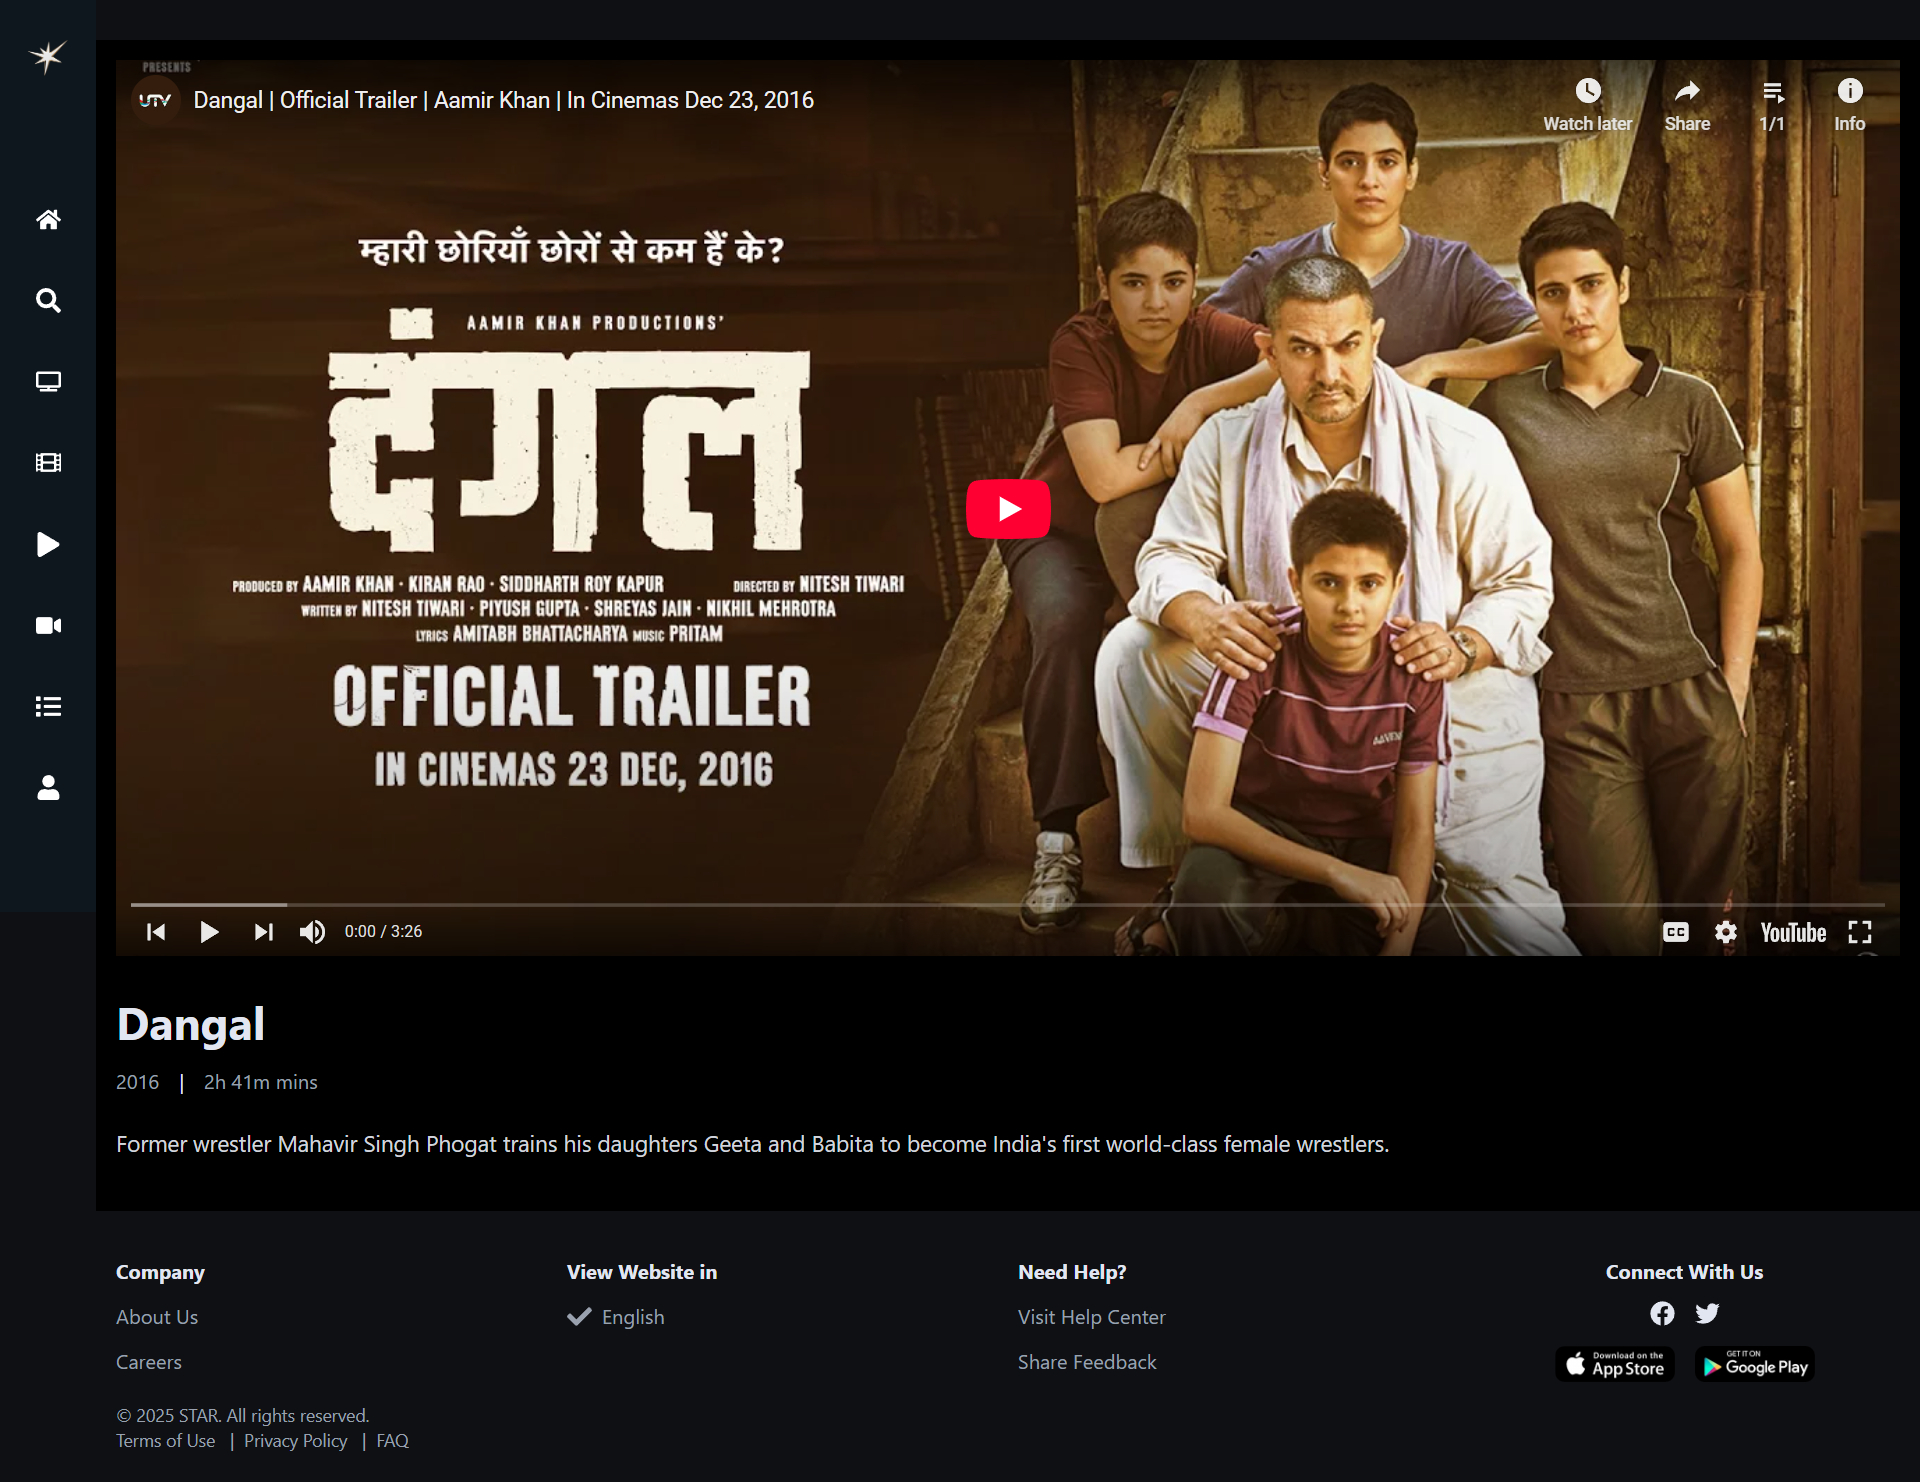 PRESENTS
UTV
Dangal | Official Trailer | Aamir Khan | In Cinemas Dec 23, 2016
Watch later
Share
1/1
Info
म्हारी छोरियाँ छोरों से कम हैं के?
AAMIR KHAN PRODUCTIONS'
दंगल
PRODUCED BY AAMIR KHAN · KIRAN RAO · SIDDHARTH ROY KAPUR DIRECTED BY NITESH TIWARI
WRITTEN BY NITESH TIWARI · PIYUSH GUPTA · SHREYAS JAIN · NIKHIL MEHROTRA
LYRICS AMITABH BHATTACHARYA MUSIC PRITAM
OFFICIAL TRAILER
IN CINEMAS 23 DEC, 2016
0:00 / 3:26
CC
YouTube
Dangal
2016 | 2h 41m mins
Former wrestler Mahavir Singh Phogat trains his daughters Geeta and Babita to become India's first world-class female wrestlers.
Company
About Us
Careers
View Website in
English
Need Help?
Visit Help Center
Share Feedback
Connect With Us
Download on the
App Store
GET IT ON
Google Play
© 2025 STAR. All rights reserved.
Terms of Use | Privacy Policy | FAQ